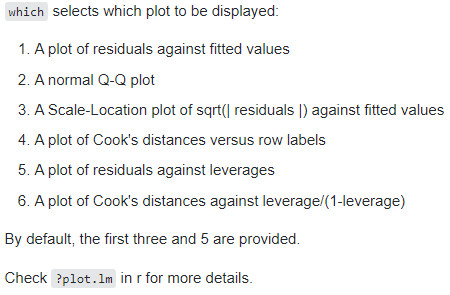 which selects which plot to be displayed:
1. A plot of residuals against fitted values
2. A normal Q-Q plot
3. A Scale-Location plot of sqrt(| residuals |) against fitted values
4. A plot of Cook's distances versus row labels
5. A plot of residuals against leverages
6. A plot of Cook's distances against leverage/(1-leverage)
By default, the first three and 5 are provided.
Check ?plot.lm in r for more details.